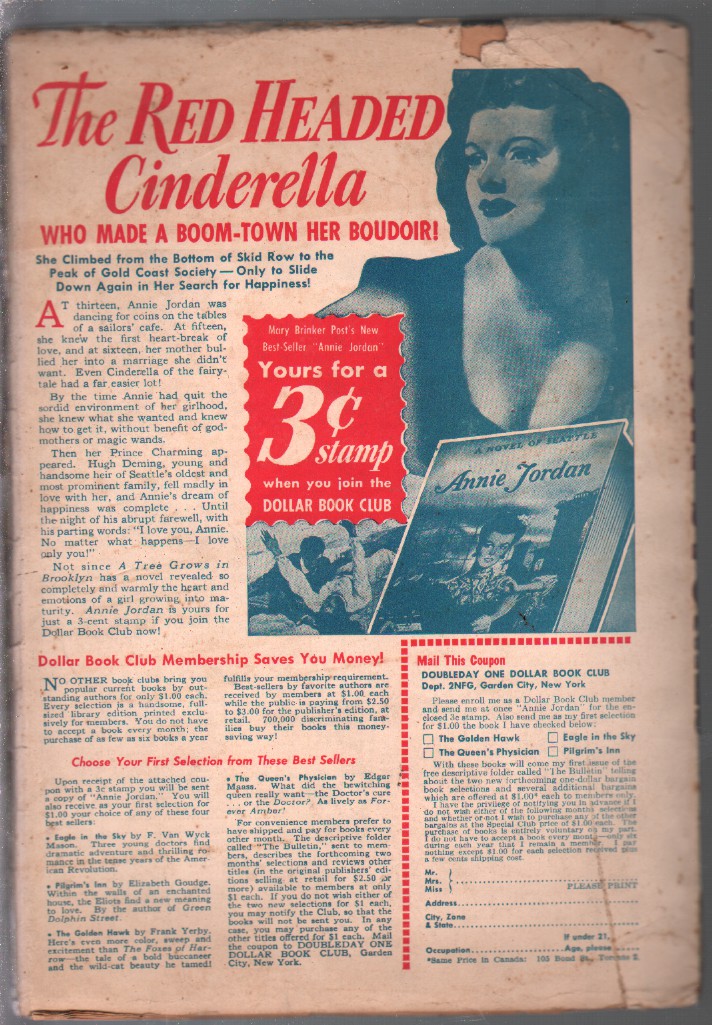 The RED HEADED
Cinderella
WHO MADE A BOOM-TOWN HER BOUDOIR!
She Climbed from the Bottom of Skid Row to the
Peak of Gold Coast Society — Only to Slide
Down Again in Her Search for Happiness!
AT thirteen, Annie Jordan was
dancing for coins on the tables
of a sailors' cafe. At fifteen,
she knew the first heart-break of
love, and at sixteen, her mother bul-
lied her into a marriage she didn't
want. Even Cinderella of the fairy-
tale had a far easier lot!
By the time Annie had quit the
sordid environment of her girlhood,
she knew what she wanted and knew
how to get it, without benefit of god-
mothers or magic wands.
Then her Prince Charming ap-
peared. Hugh Deming, young and
handsome heir of Seattle's oldest and
most prominent family, fell madly in
love with her, and Annie's dream of
happiness was complete . . . Until
the night of his abrupt farewell, with
his parting words: "I love you, Annie.
No matter what happens—I love
only you!"
Not since A Tree Grows in
Brooklyn has a novel revealed so
completely and warmly the heart and
emotions of a girl growing into ma-
turity. Annie Jordan is yours for
just a 3-cent stamp if you join the
Dollar Book Club now!
Mary Brinker Post's New
Best-Seller "Annie Jordan"
Yours for a
3¢
stamp
when you join the
DOLLAR BOOK CLUB
A NOVEL OF SEATTLE
Annie Jordan
Dollar Book Club Membership Saves You Money!
NO OTHER book clubs bring you
popular current books by out-
standing authors for only $1.00 each.
Every selection is a handsome, full-
sized library edition printed exclu-
sively for members. You do not have
to accept a book every month; the
purchase of as few as six books a year
fulfills your membership requirement.
Best-sellers by favorite authors are
received by members at $1.00 each
while the public is paying from $2.50
to $3.00 for the publisher's edition, at
retail. 700,000 discriminating fam-
ilies buy their books this money-
saving way!
Choose Your First Selection from These Best Sellers
Upon receipt of the attached cou-
pon with a 3c stamp you will be sent
a copy of "Annie Jordan." You will
also receive as your first selection for
$1.00 your choice of any of these four
best sellers:
• Eagle in the Sky by F. Van Wyck
Mason. Three young doctors find
dramatic adventure and thrilling ro-
mance in the tense years of the Amer-
ican Revolution.
• Pilgrim's Inn by Elizabeth Goudge.
Within the walls of an enchanted
house, the Eliots find a new meaning
to love. By the author of Green
Dolphin Street.
• The Golden Hawk by Frank Yerby.
Here's even more color, sweep and
excitement than The Foxes of Har-
row—the tale of a bold buccaneer
and the wild-cat beauty he tamed!
• The Queen's Physician by Edgar
Maass. What did the bewitching
queen really want—the Doctor's cure
. . . or the Doctor? As lively as For-
ever Amber!
For convenience members prefer to
have shipped and pay for books every
other month. The descriptive folder
called "The Bulletin," sent to mem-
bers, describes the forthcoming two
months' selections and reviews other
titles (in the original publishers' edi-
tions selling at retail for $2.50 or
more) available to members at only
$1 each. If you do not wish either of
the two new selections for $1 each,
you may notify the Club, so that the
books will not be sent you. In any
case, you may purchase any of the
other titles offered for $1 each. Mail
the coupon to DOUBLEDAY ONE
DOLLAR BOOK CLUB, Garden
City, New York.
Mail This Coupon
DOUBLEDAY ONE DOLLAR BOOK CLUB
Dept. 2NFG, Garden City, New York
Please enroll me as a Dollar Book Club member
and send me at once "Annie Jordan" for the en-
closed 3c stamp. Also send me as my first selection
for $1.00 the book I have checked below:
The Golden Hawk Eagle in the Sky
The Queen's Physician Pilgrim's Inn
With these books will come my first issue of the
free descriptive folder called "The Bulletin" telling
about the two new forthcoming one-dollar bargain
book selections and several additional bargains
which are offered at $1.00* each to members only.
I have the privilege of notifying you in advance if I
do not wish either of the following months' selections
and whether or not I wish to purchase any of the other
bargains at the Special Club price of $1.00 each. The
purchase of books is entirely voluntary on my part.
I do not have to accept a book every month—only six
during each year that I remain a member. I pay
nothing except $1.00 for each selection received plus
a few cents shipping cost.
Mr.
Mrs.
Miss
PLEASE PRINT
Address
City, Zone
& State
If under 21,
Occupation Age, please
*Same Price in Canada: 105 Bond St., Toronto 2